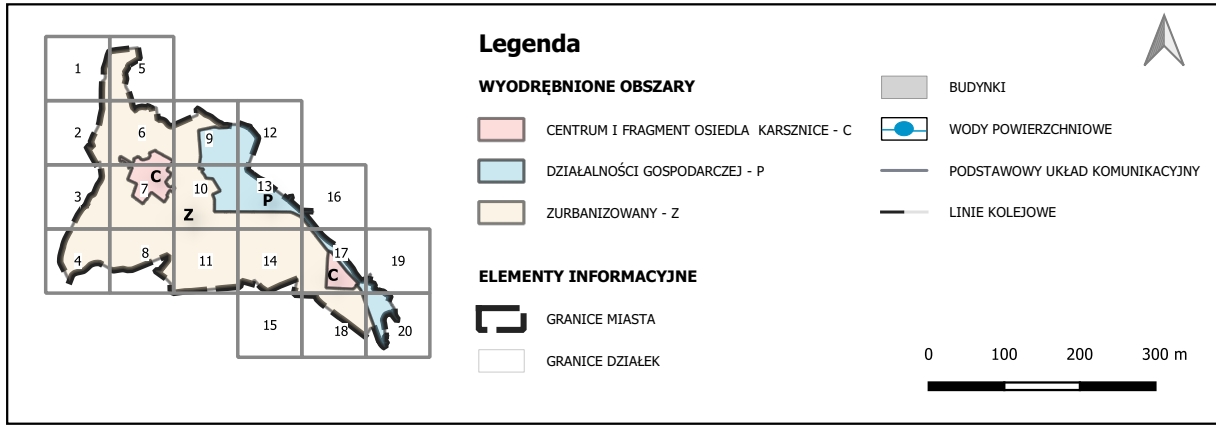 1
5
2
6
9
12
C
3
7
10
13
P
16
Z
4
8
11
14
17
C
19
15
18
20
Legenda
WYODRĘBNIONE OBSZARY
CENTRUM I FRAGMENT OSIEDLA KARSZNICE - C
DZIAŁALNOŚCI GOSPODARCZEJ - P
ZURBANIZOWANY - Z
ELEMENTY INFORMACYJNE
GRANICE MIASTA
GRANICE DZIAŁEK
BUDYNKI
WODY POWIERZCHNIOWE
PODSTAWOWY UKŁAD KOMUNIKACYJNY
LINIE KOLEJOWE
0 100 200 300 m